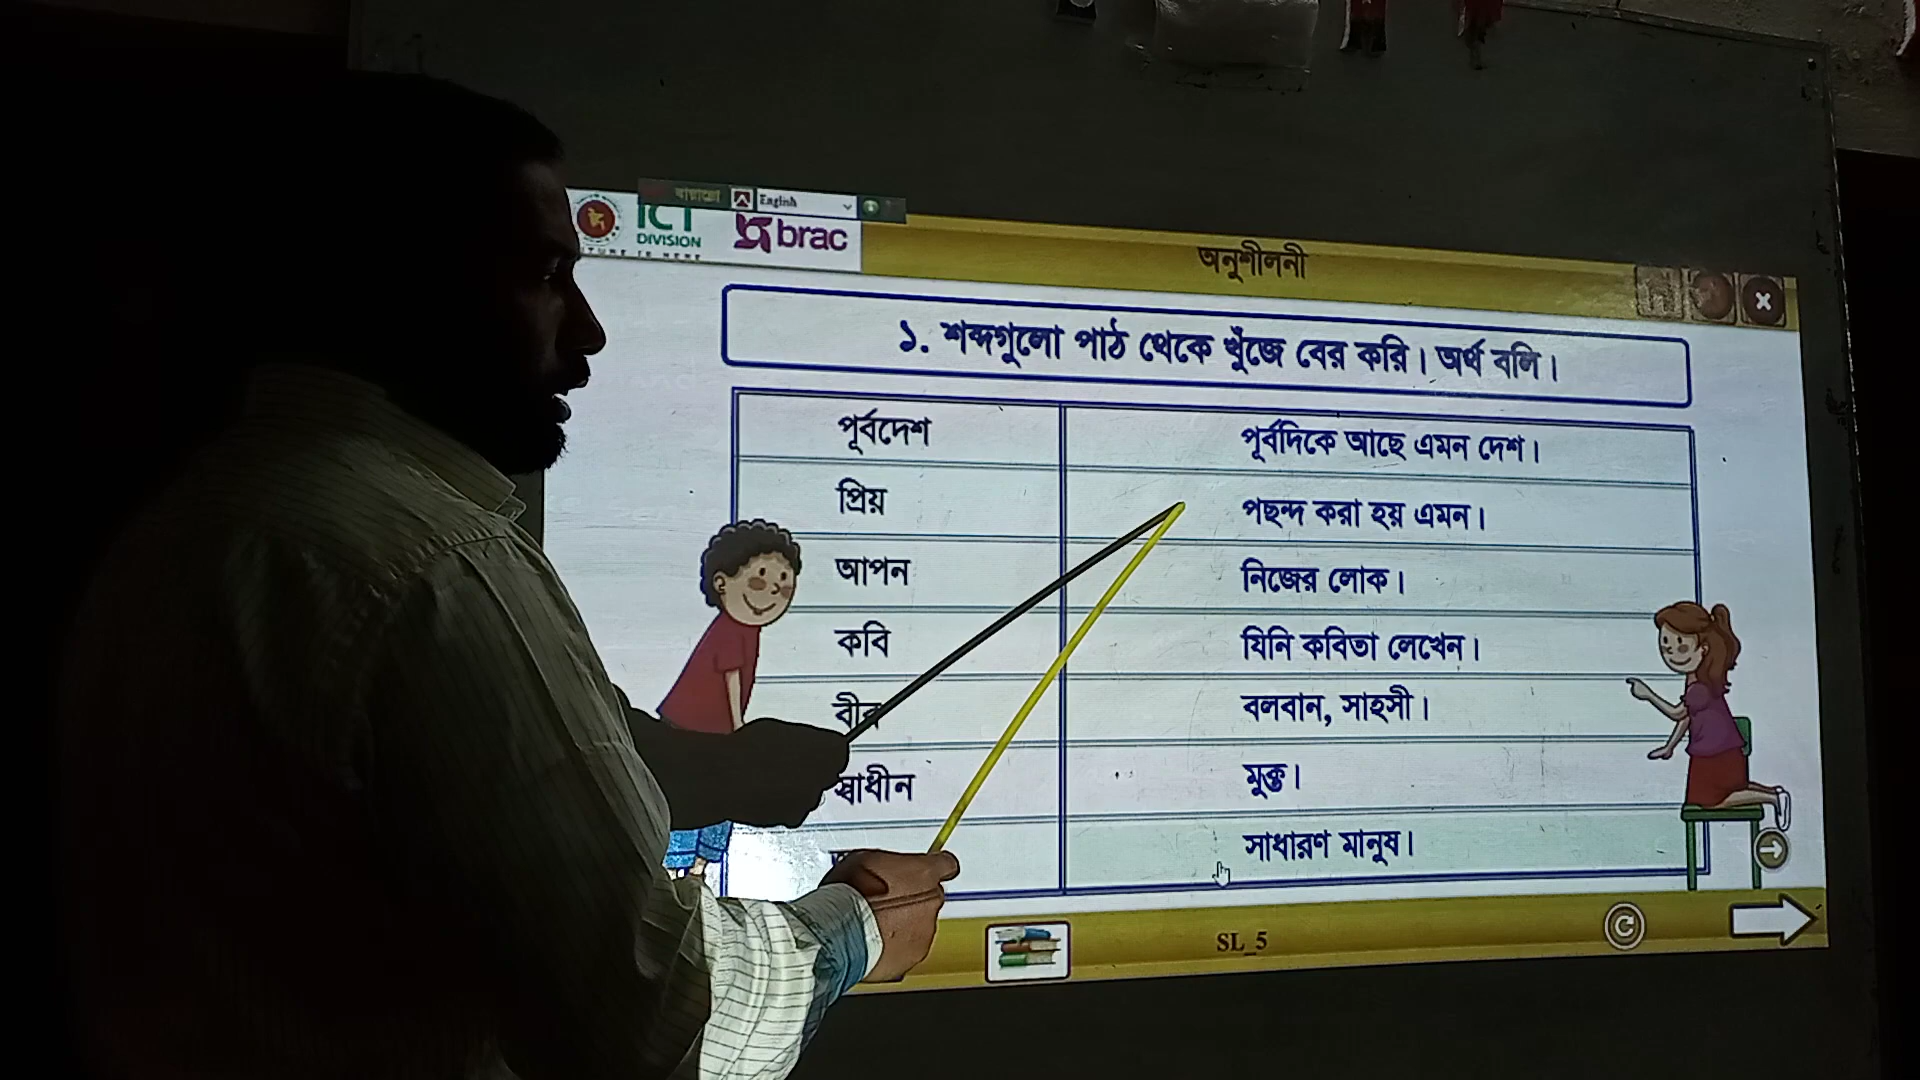 English
ICT
DIVISION
brac
অনুশীলনী
১. শব্দগুলো পাঠ থেকে খুঁজে বের করি। অর্থ বলি।
পূর্বদেশ পূর্বদিকে আছে এমন দেশ।
প্রিয় পছন্দ করা হয় এমন।
আপন নিজের লোক।
কবি যিনি কবিতা লেখেন।
বীর বলবান, সাহসী।
স্বাধীন মুক্ত।
সাধারণ মানুষ।
SL_5